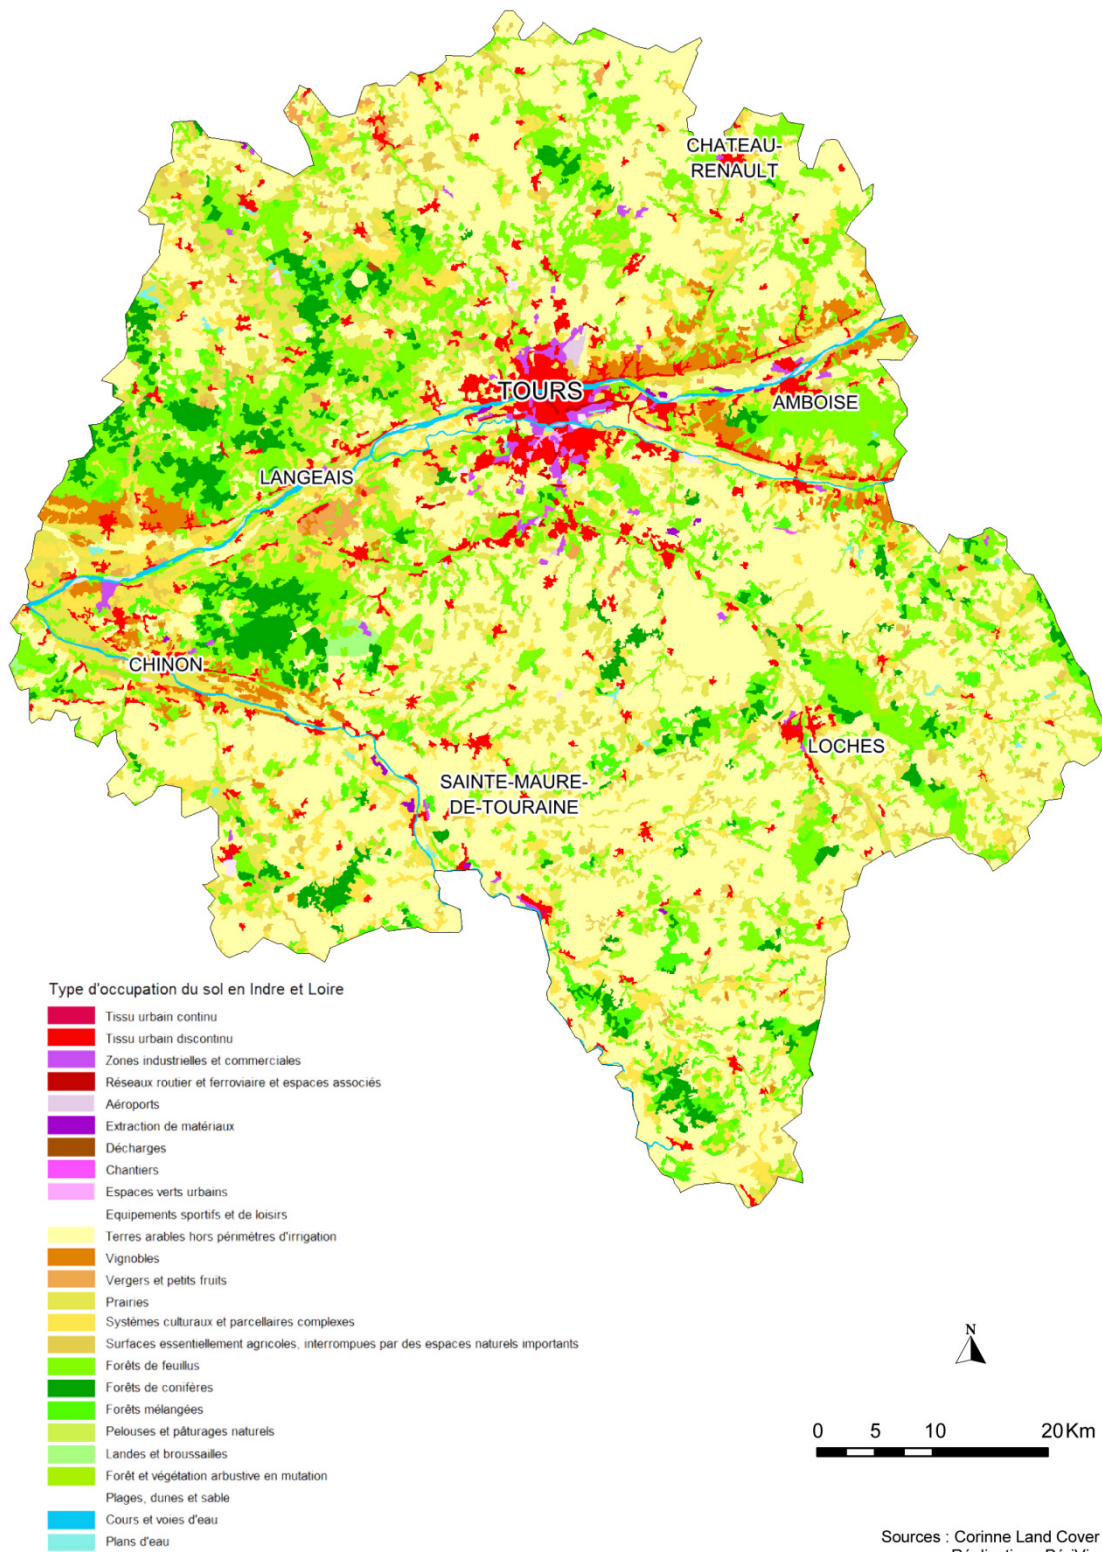 CHATEAU-
RENAULT
TOURS
AMBOISE
LANGEAIS
CHINON
LOCHES
SAINTE-MAURE-
DE-TOURAINE
Type d'occupation du sol en Indre et Loire
Tissu urbain continu
Tissu urbain discontinu
Zones industrielles et commerciales
Réseaux routier et ferroviaire et espaces associés
Aéroports
Extraction de matériaux
Décharges
Chantiers
Espaces verts urbains
Equipements sportifs et de loisirs
Terres arables hors périmètres d'irrigation
Vignobles
Vergers et petits fruits
Prairies
Systèmes culturaux et parcellaires complexes
Surfaces essentiellement agricoles, interrompues par des espaces naturels importants
Forêts de feuillus
Forêts de conifères
Forêts mélangées
Pelouses et pâturages naturels
Landes et broussailles
Forêt et végétation arbustive en mutation
Plages, dunes et sable
Cours et voies d'eau
Plans d'eau
N
0 5 10 20Km
Sources : Corinne Land Cover